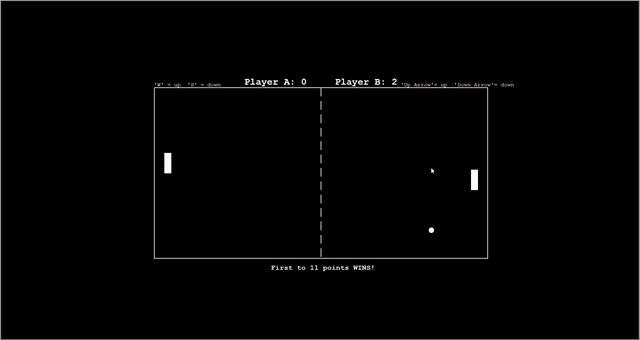 'W' = up  'S' = down  Player A: 0  Player B: 2  'Up Arrow'= up  'Down Arrow'= down
First to 11 points WINS!